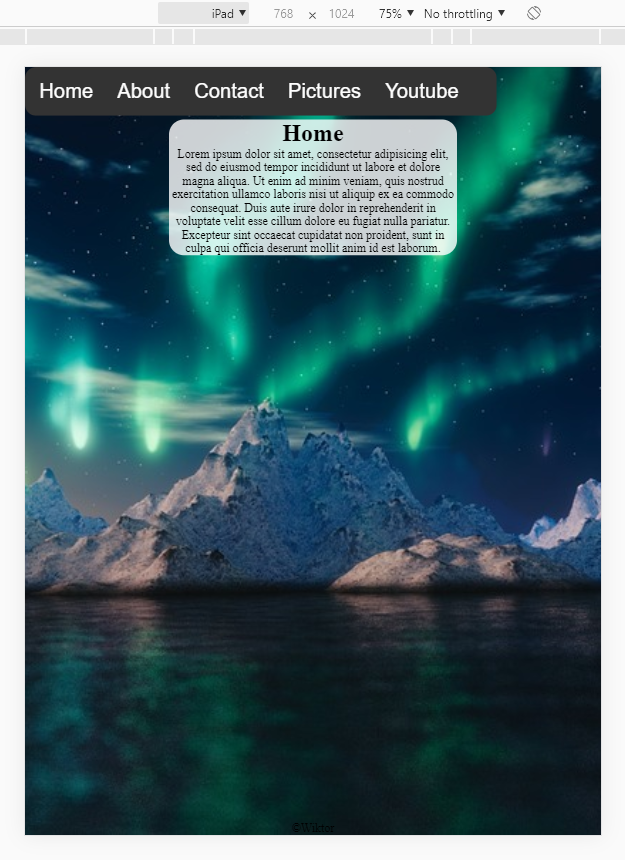 iPad ▼ 768 × 1024 75% ▼ No throttling ▼
Home About Contact Pictures Youtube
Home
Lorem ipsum dolor sit amet, consectetur adipisicing elit,
sed do eiusmod tempor incididunt ut labore et dolore
magna aliqua. Ut enim ad minim veniam, quis nostrud
exercitation ullamco laboris nisi ut aliquip ex ea commodo
consequat. Duis aute irure dolor in reprehenderit in
voluptate velit esse cillum dolore eu fugiat nulla pariatur.
Excepteur sint occaecat cupidatat non proident, sunt in
culpa qui officia deserunt mollit anim id est laborum.
©Wiktor